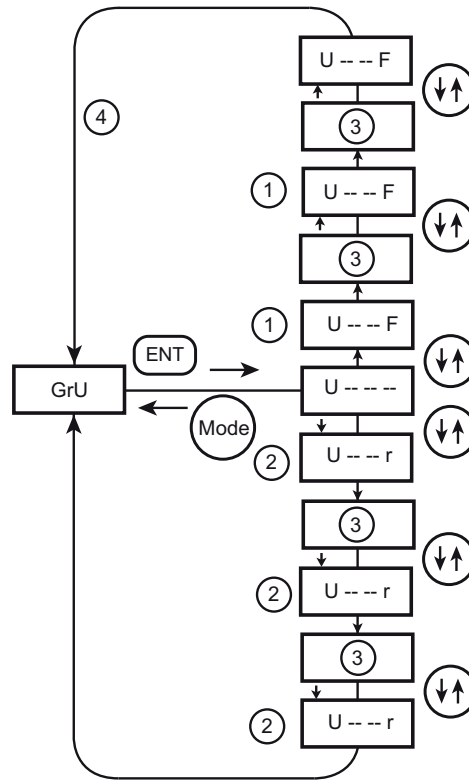 U -- -- F
4
3
1
U -- -- F
3
1
U -- -- F
ENT
GrU
U -- -- --
Mode
2
U -- -- r
3
2
U -- -- r
3
2
U -- -- r